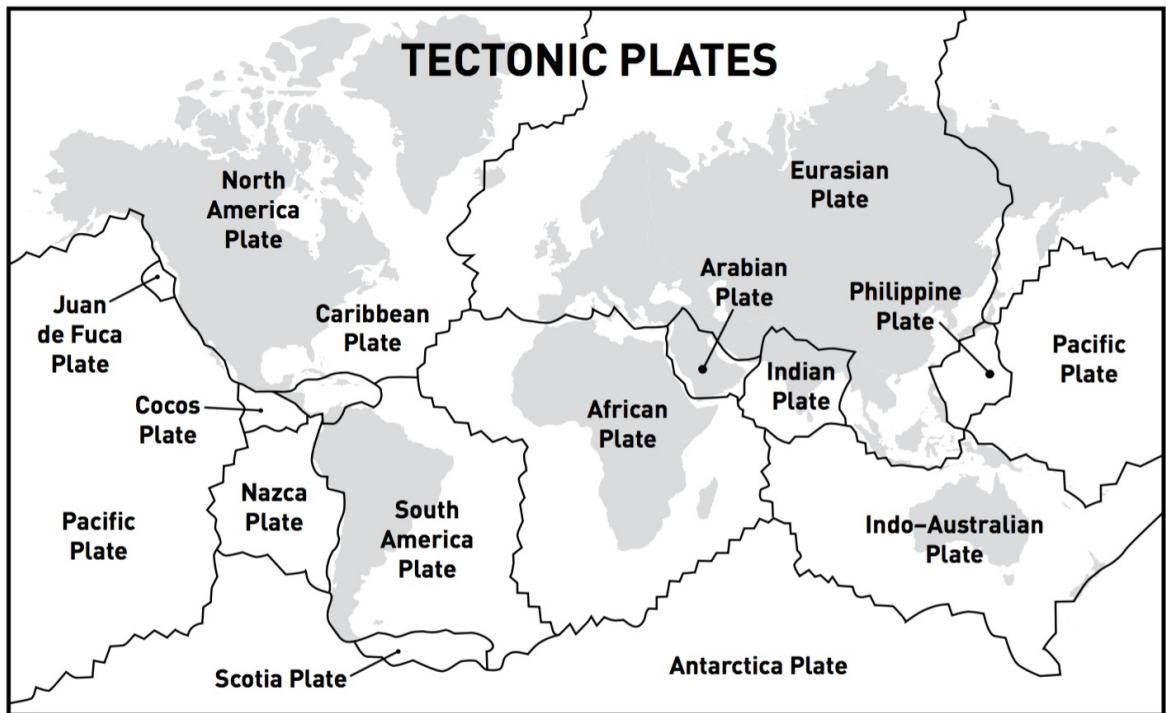 TECTONIC PLATES
North
America
Plate
Eurasian
Plate
Juan
de Fuca
Plate
Caribbean
Plate
Arabian
Plate
Philippine
Plate
Pacific
Plate
Cocos
Plate
African
Plate
Indian
Plate
Pacific
Plate
Nazca
Plate
South
America
Plate
Indo–Australian
Plate
Scotia Plate
Antarctica Plate